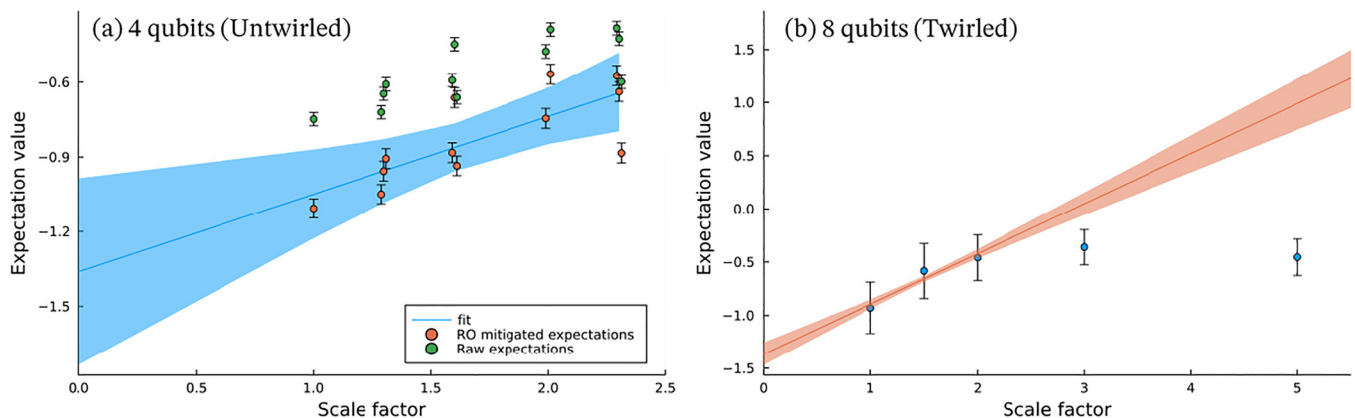 (a) 4 qubits (Untwirled)
Expectation value
−0.6
−0.9
−1.2
−1.5
0.0 0.5 1.0 1.5 2.0 2.5
Scale factor
fit
RO mitigated expectations
Raw expectations
(b) 8 qubits (Twirled)
Expectation value
1.5
1.0
0.5
0.0
−0.5
−1.0
−1.5
0 1 2 3 4 5
Scale factor